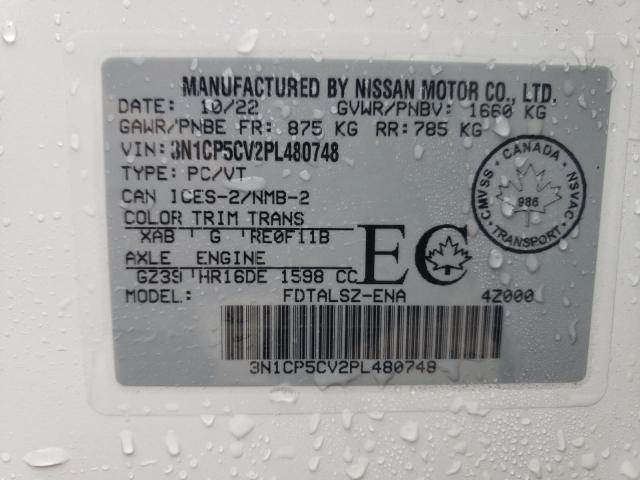 MANUFACTURED BY NISSAN MOTOR CO., LTD.
DATE: 10/22 GVWR/PNBV: 1660 KG
GAWR/PNBE FR: 875 KG RR: 785 KG
VIN: 3N1CP5CV2PL480748
TYPE: PC/VT
CAN ICES-2/NMB-2
COLOR TRIM TRANS
XAB G RE0F11B
AXLE ENGINE
GZ39 HR16DE 1598 CC
MODEL: FDTALSZ-ENA 4Z000
EC
CANADA
CMVSS NSVAC
986
TRANSPORT
3N1CP5CV2PL480748